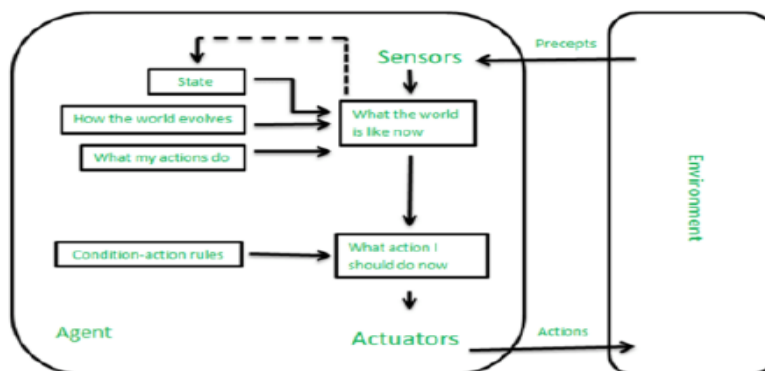 Sensors
Precepts
State
How the world evolves
What the world
is like now
What my actions do
Environment
Condition-action rules
What action I
should do now
Agent
Actuators
Actions